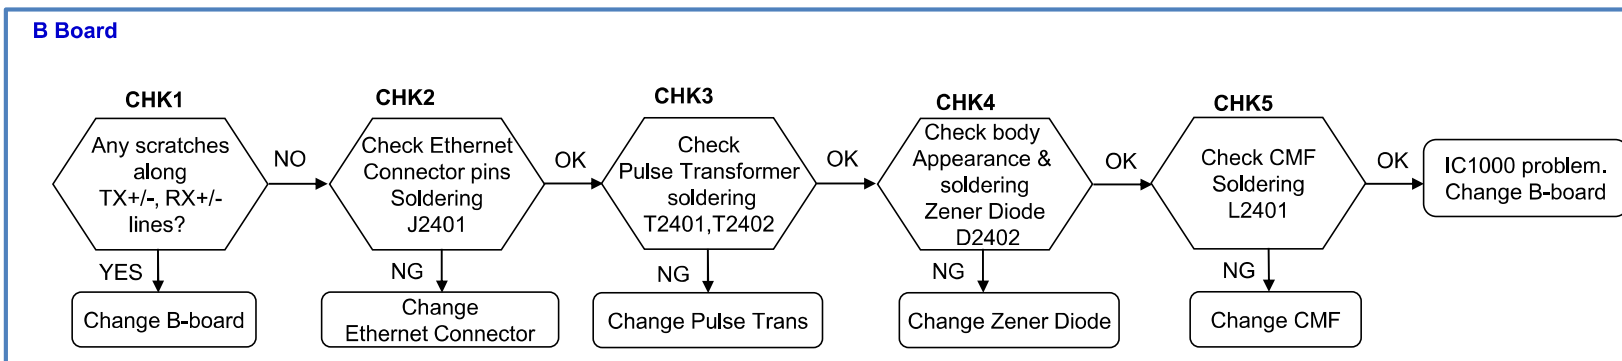 B Board
CHK1
Any scratches
along
TX+/-, RX+/-
lines?
NO
YES
Change B-board
CHK2
Check Ethernet
Connector pins
Soldering
J2401
OK
NG
Change
Ethernet Connector
CHK3
Check
Pulse Transformer
soldering
T2401,T2402
OK
NG
Change Pulse Trans
CHK4
Check body
Appearance &
soldering
Zener Diode
D2402
OK
NG
Change Zener Diode
CHK5
Check CMF
Soldering
L2401
OK
NG
Change CMF
IC1000 problem.
Change B-board